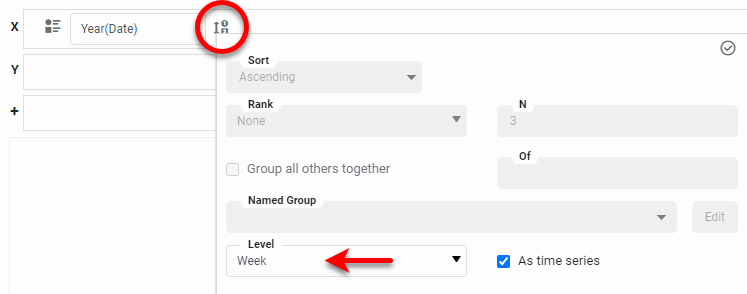 X
Year(Date)
Y
+
Sort
Ascending
Rank
None
N
3
Group all others together
Of
Named Group
Edit
Level
Week
As time series